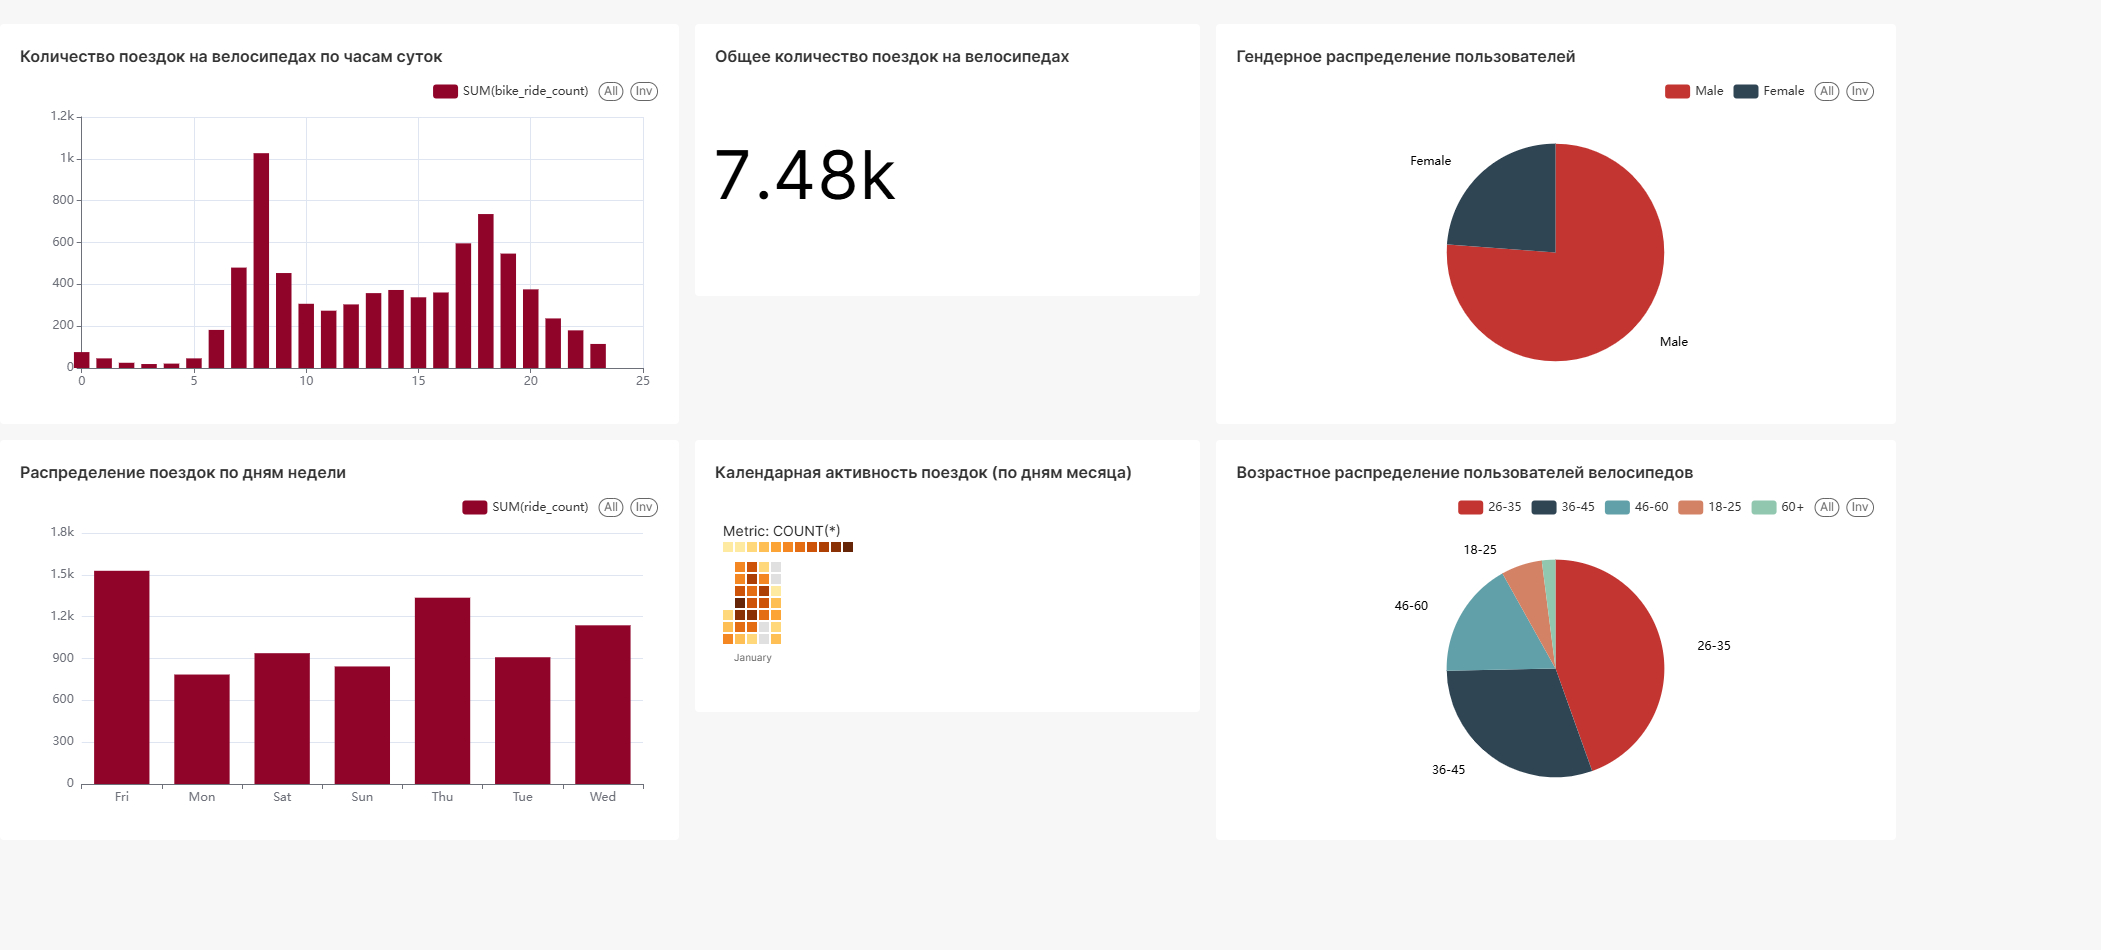 Количество поездок на велосипедах по часам суток
SUM(bike_ride_count) All Inv
1.2k
1k
800
600
400
200
0
0 5 10 15 20 25
Общее количество поездок на велосипедах
7.48k
Гендерное распределение пользователей
Male Female All Inv
Female
Male
Распределение поездок по дням недели
SUM(ride_count) All Inv
1.8k
1.5k
1.2k
900
600
300
0
Fri Mon Sat Sun Thu Tue Wed
Календарная активность поездок (по дням месяца)
Metric: COUNT(*)
January
Возрастное распределение пользователей велосипедов
26-35 36-45 46-60 18-25 60+ All Inv
18-25
46-60
26-35
36-45